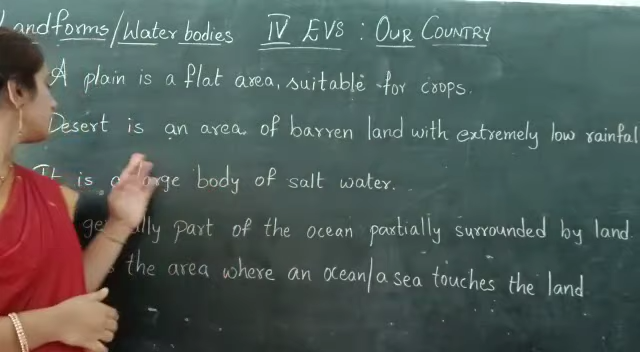 Landforms/Water bodies IV EVS : OUR COUNTRY
A plain is a flat area, suitable for crops.
Desert is an area of barren land with extremely low rainfal
It is a large body of salt water.
generally part of the ocean partially surrounded by land
the area where an ocean/a sea touches the land